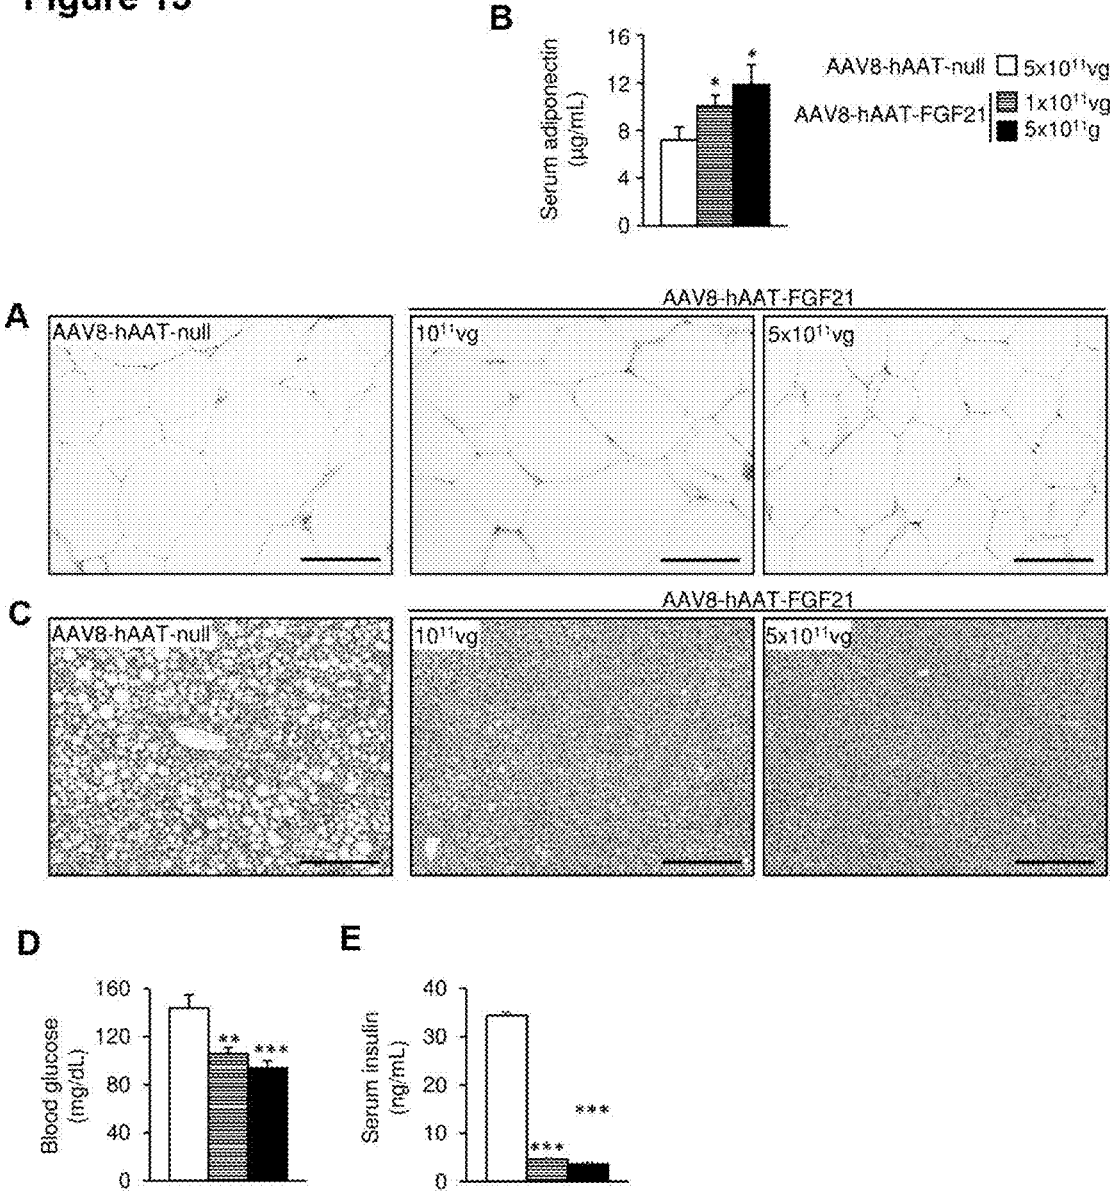 Figure 13
B
16
12
8
4
0
Serum adiponectin
(µg/mL)
*
*
AAV8-hAAT-null 5x10¹¹vg
AAV8-hAAT-FGF21 1x10¹¹vg
5x10¹¹g
A
AAV8-hAAT-FGF21
AAV8-hAAT-null
10¹¹vg
5x10¹¹vg
C
AAV8-hAAT-FGF21
AAV8-hAAT-null
10¹¹vg
5x10¹¹vg
D
160
120
80
40
0
Blood glucose
(mg/dL)
**
***
E
40
30
20
10
0
Serum insulin
(ng/mL)
***
***